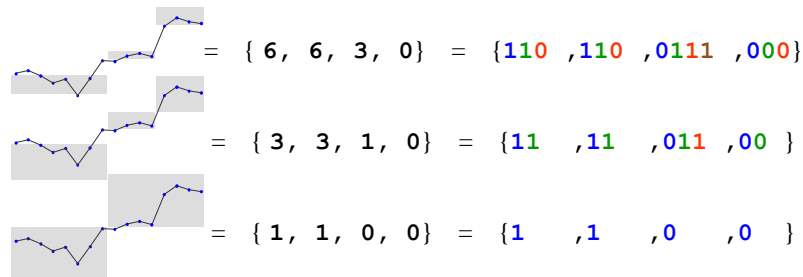 = { 6, 6, 3, 0} = {110 ,110 ,0111 ,000}
= { 3, 3, 1, 0} = {11 ,11 ,011 ,00 }
= { 1, 1, 0, 0} = {1 ,1 ,0 ,0 }